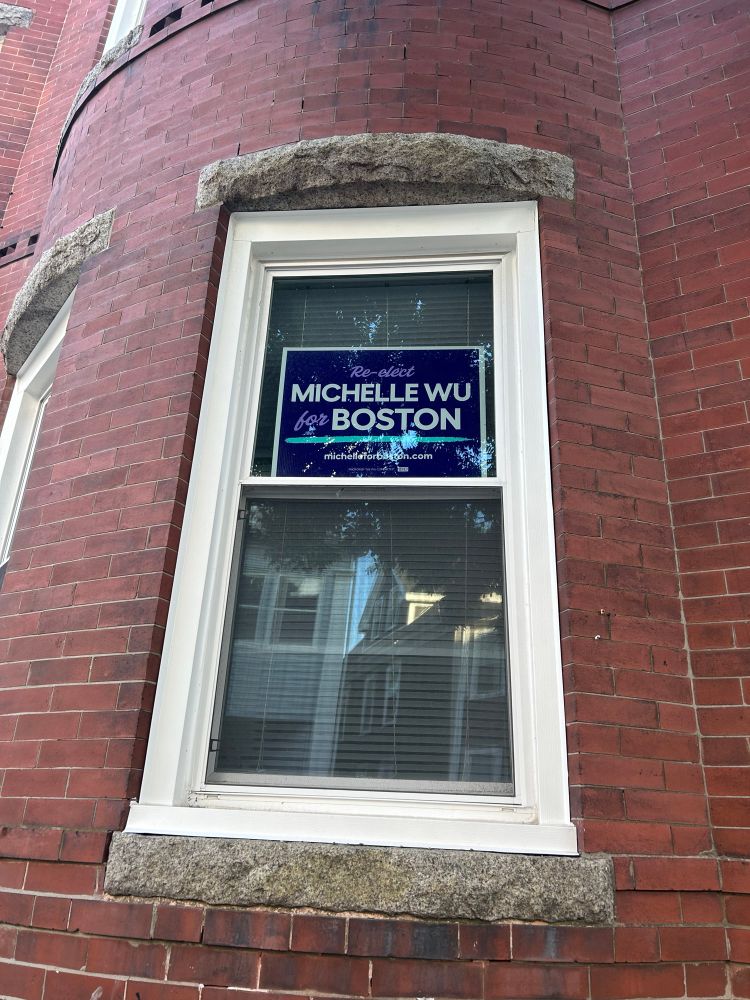 Re-elect
MICHELLE WU
for BOSTON
michelleforboston.com